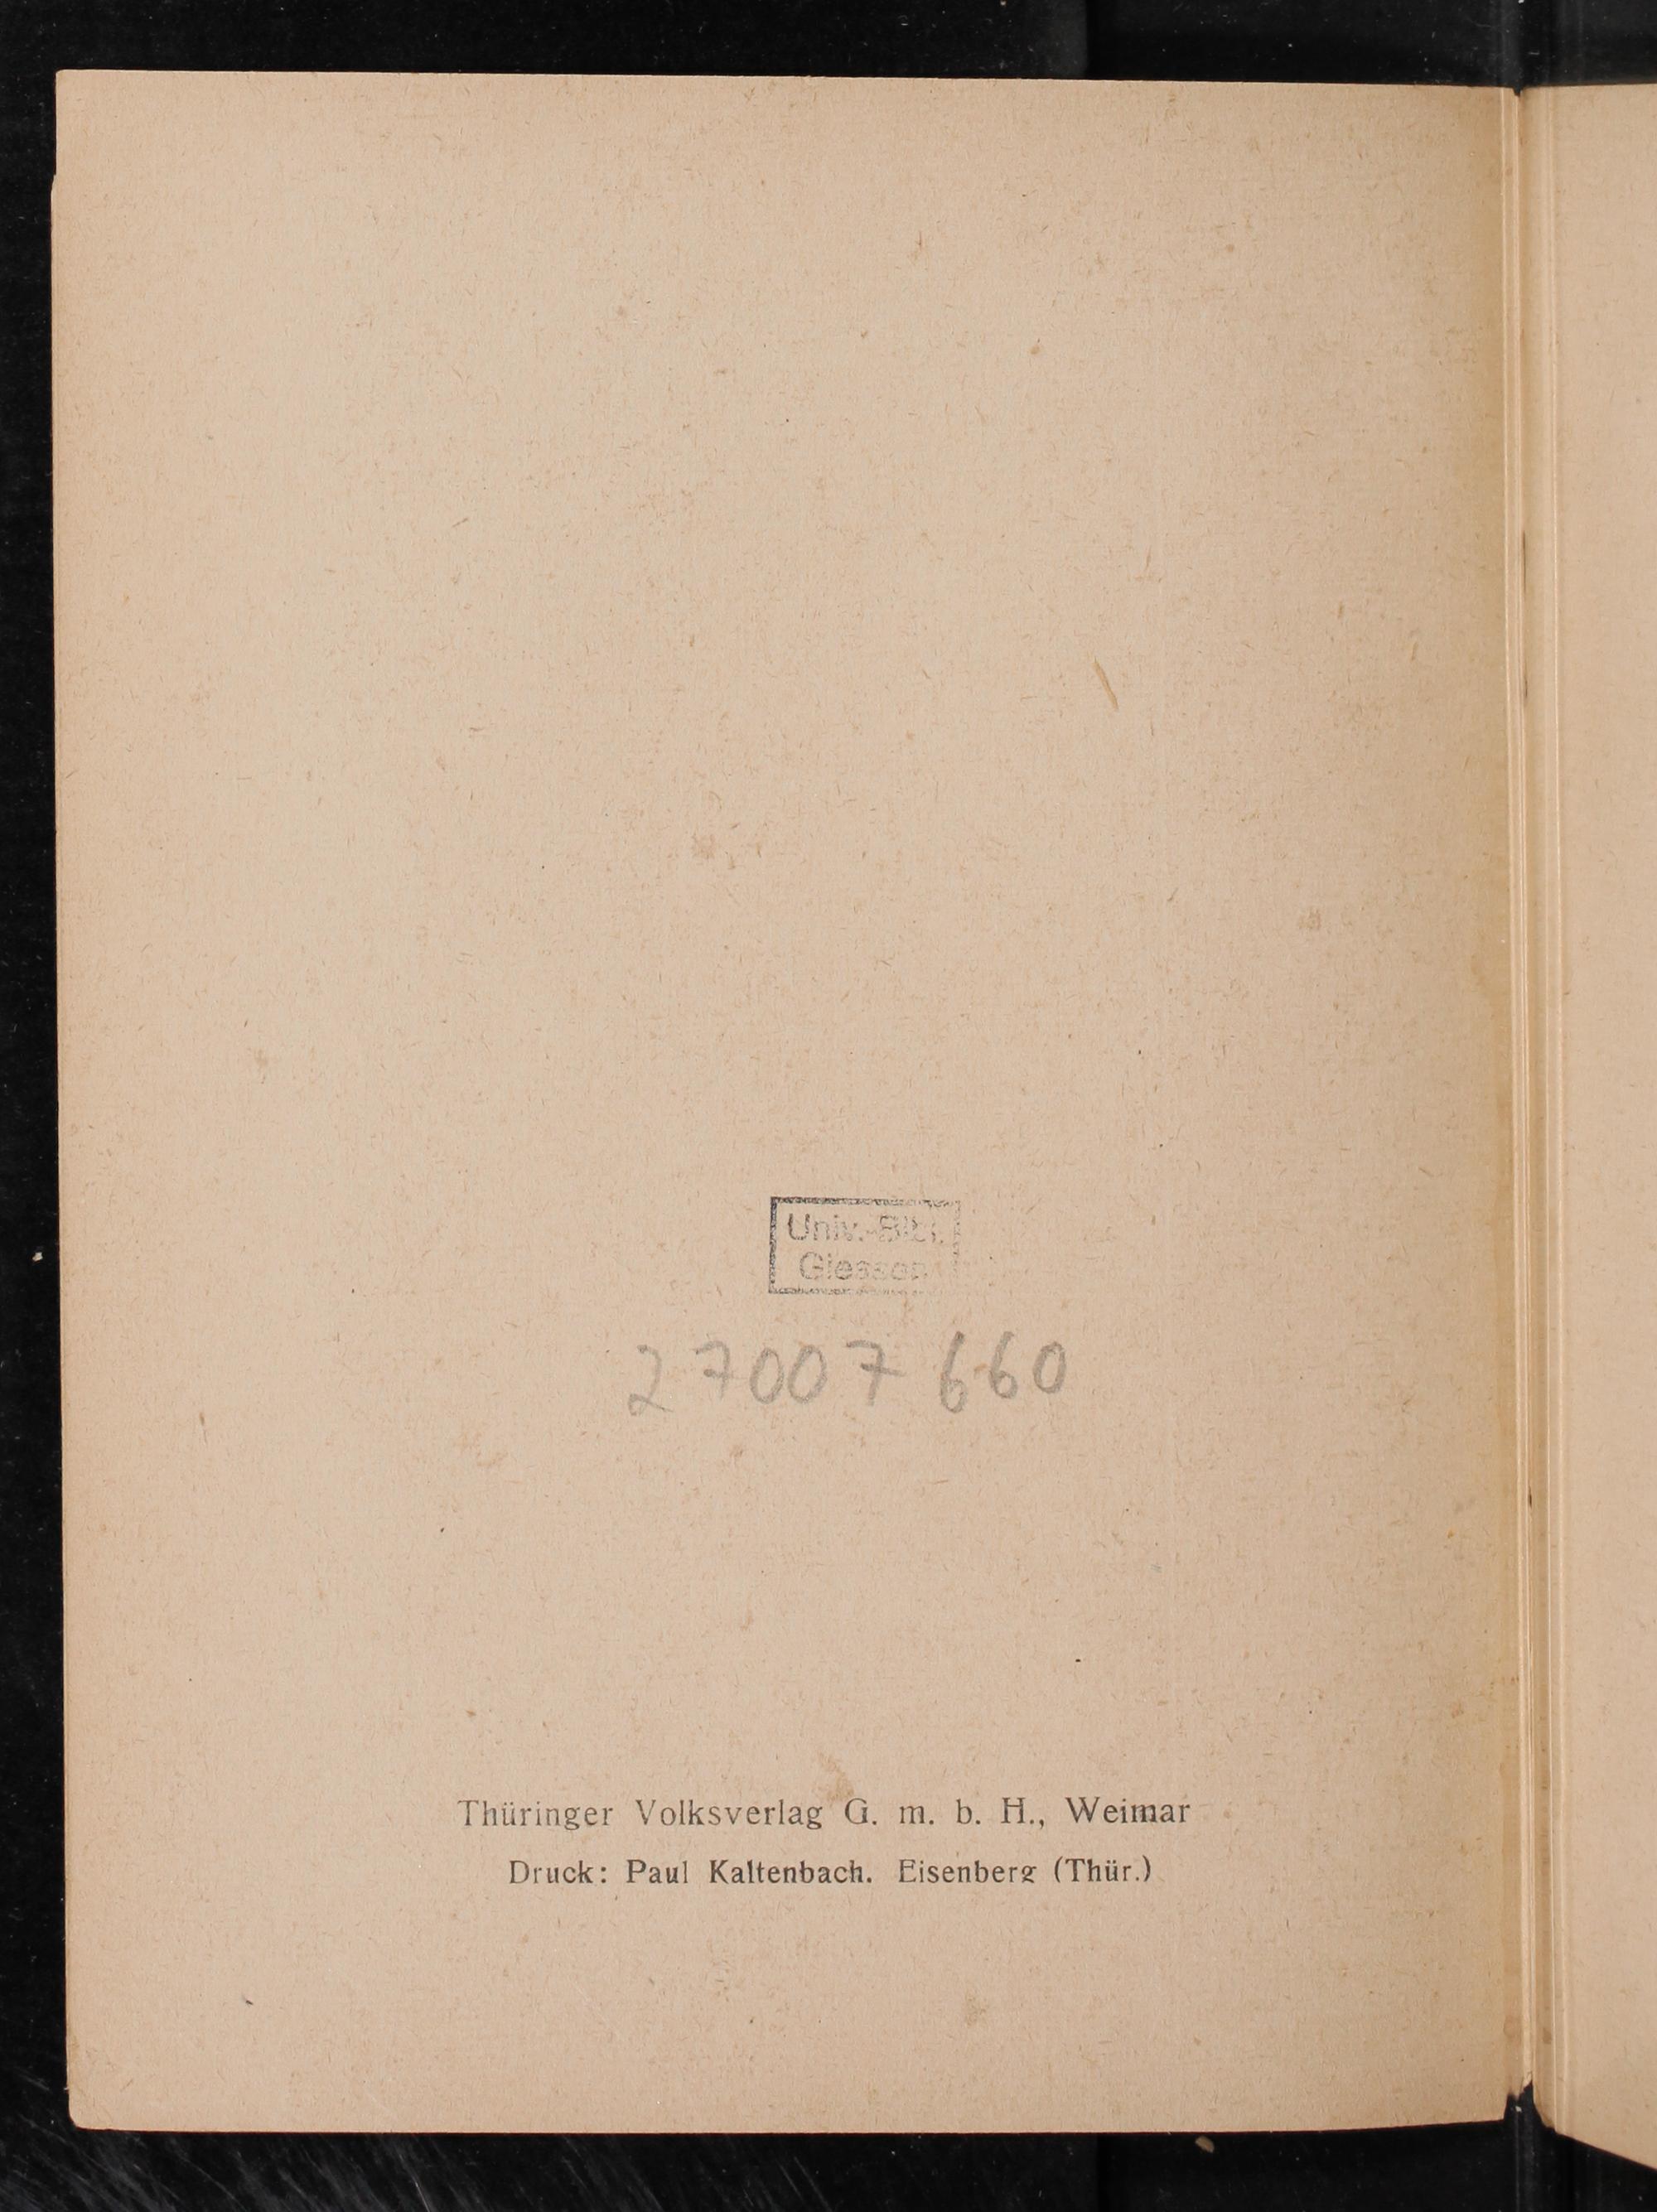 Univ.-Bibl.
Giessen
27007660
Thüringer Volksverlag G. m. b. H., Weimar
Druck: Paul Kaltenbach. Eisenberg (Thür.)